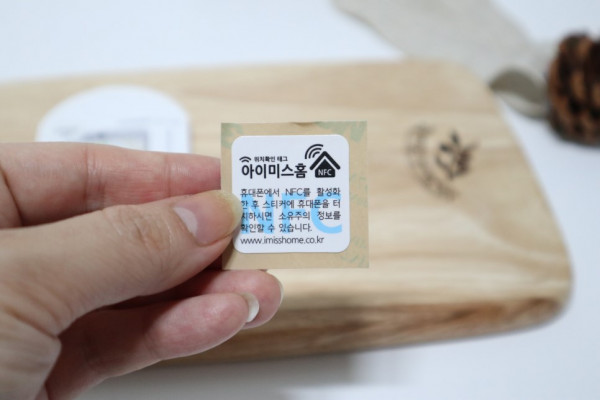 위치확인 태그
아이미스홈
NFC
휴대폰에서 NFC를 활성화
한 후 스티커에 휴대폰을 터
치하시면 소유주의 정보를
확인할 수 있습니다.
www.imisshome.co.kr